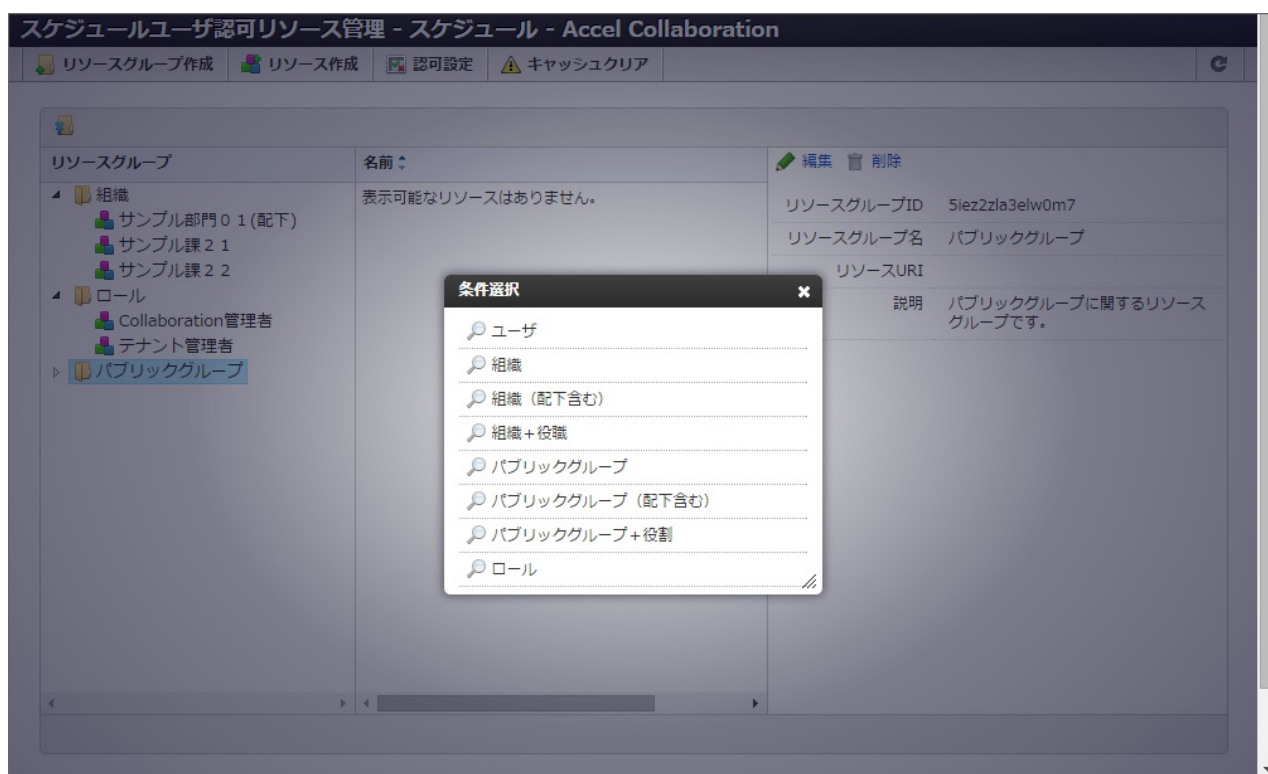 スケジュールユーザ認可リソース管理 - スケジュール - Accel Collaboration
リソースグループ作成 リソース作成 認可設定 キャッシュクリア
リソースグループ 名前 編集 削除
組織
サンプル部門０１(配下)
サンプル課２１
サンプル課２２
ロール
Collaboration管理者
テナント管理者
パブリックグループ
表示可能なリソースはありません。
リソースグループID 5iez2zla3elw0m7
リソースグループ名 パブリックグループ
リソースURI
説明 パブリックグループに関するリソース
グループです。
条件選択
ユーザ
組織
組織（配下含む）
組織＋役職
パブリックグループ
パブリックグループ（配下含む）
パブリックグループ＋役割
ロール